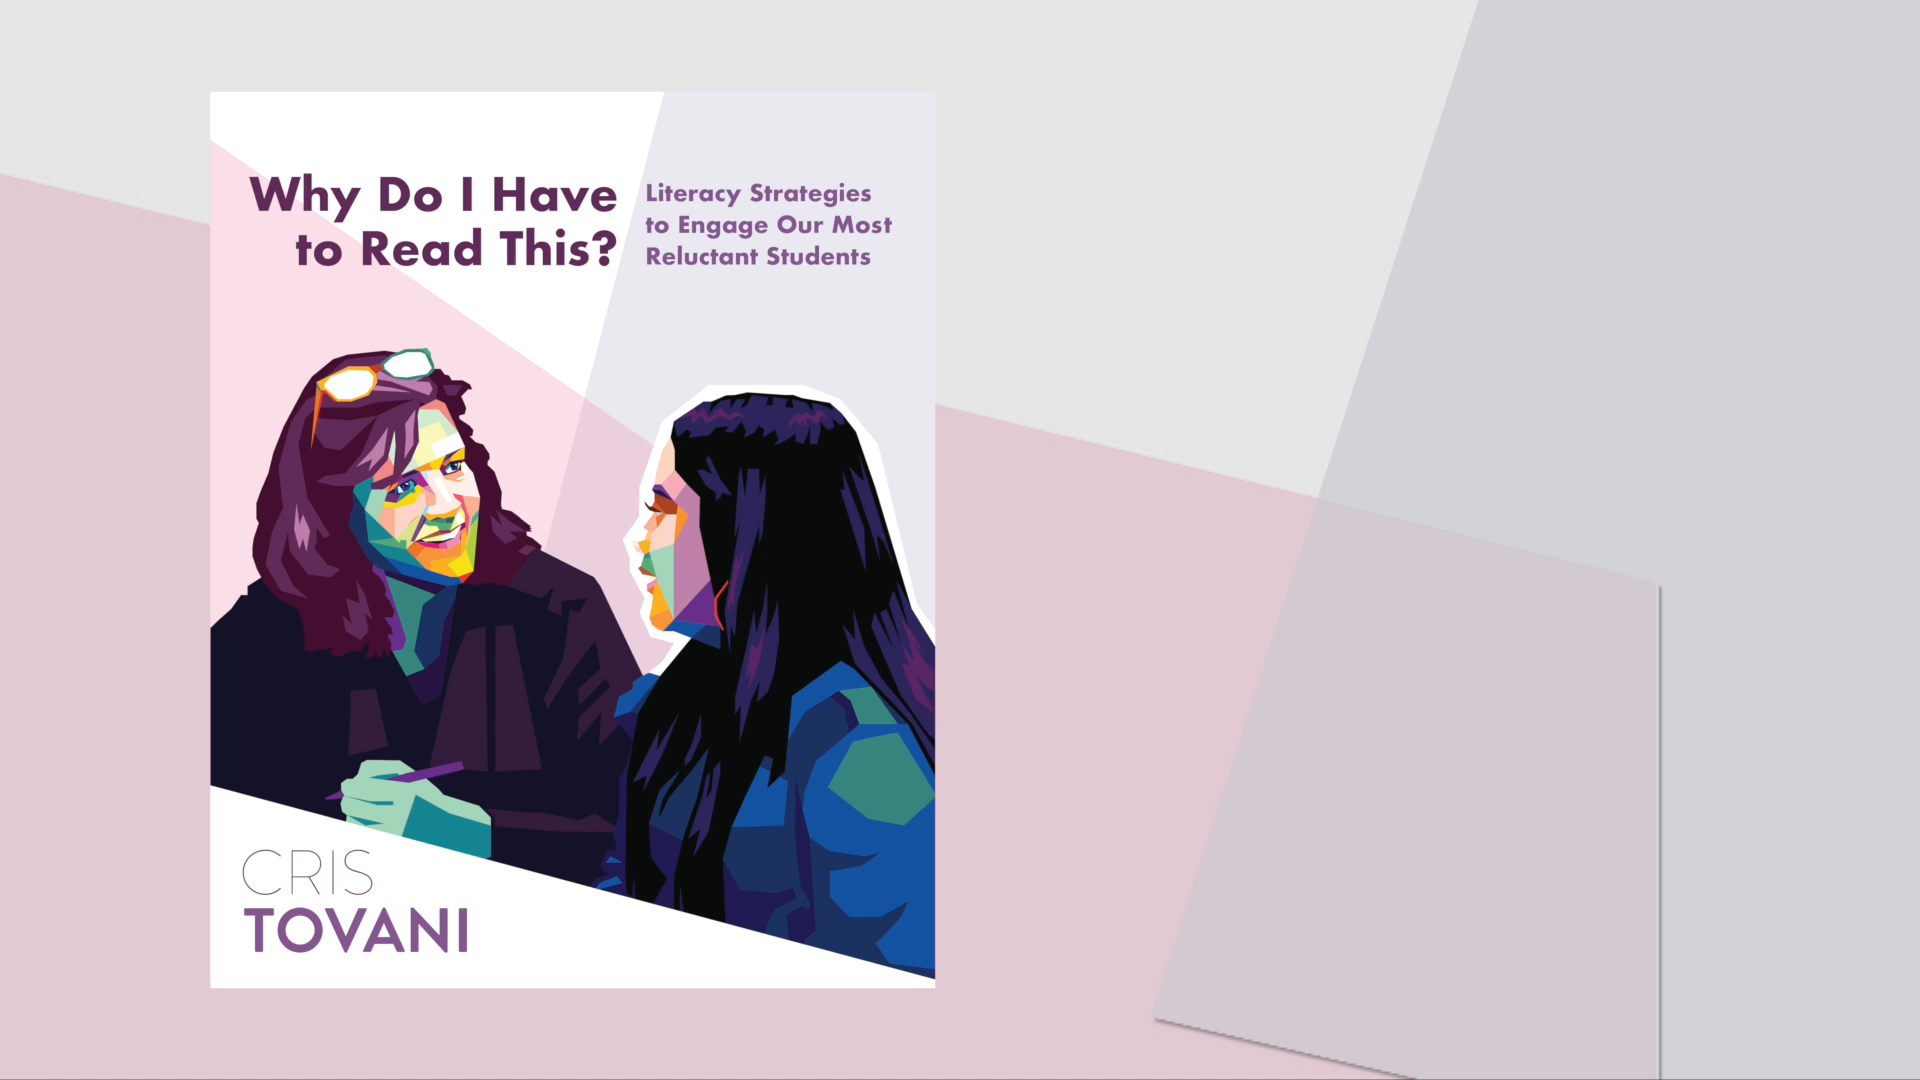 Why Do I Have
to Read This?
Literacy Strategies
to Engage Our Most
Reluctant Students
CRIS
TOVANI